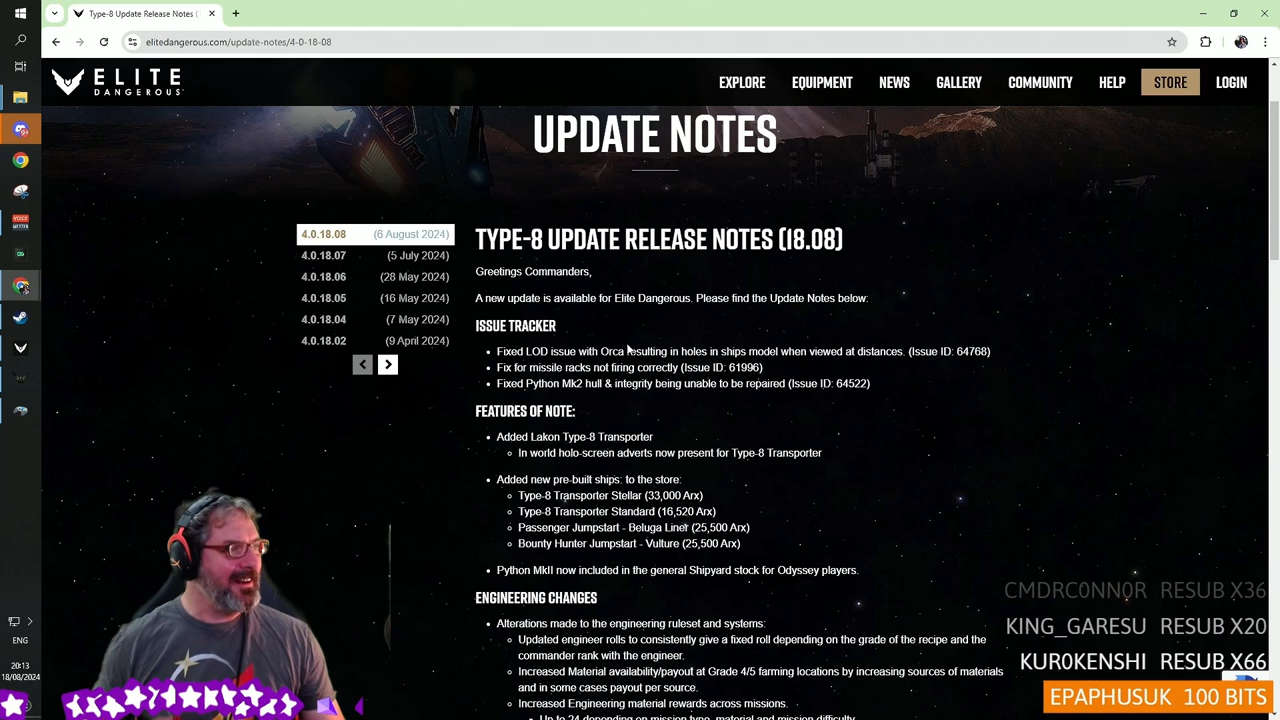 Type-8 Update Release Notes (
elitedangerous.com/update-notes/4-0-18-08
ELITE
DANGEROUS
EXPLORE
EQUIPMENT
NEWS
GALLERY
COMMUNITY
HELP
STORE
LOGIN
UPDATE NOTES
4.0.18.08 (6 August 2024)
4.0.18.07 (5 July 2024)
4.0.18.06 (28 May 2024)
4.0.18.05 (16 May 2024)
4.0.18.04 (7 May 2024)
4.0.18.02 (9 April 2024)
TYPE-8 UPDATE RELEASE NOTES (18.08)
Greetings Commanders,
A new update is available for Elite Dangerous. Please find the Update Notes below:
ISSUE TRACKER
Fixed LOD issue with Orca resulting in holes in ships model when viewed at distances. (Issue ID: 64768)
Fix for missile racks not firing correctly (Issue ID: 61996)
Fixed Python Mk2 hull & integrity being unable to be repaired (Issue ID: 64522)
FEATURES OF NOTE:
Added Lakon Type-8 Transporter
In world holo-screen adverts now present for Type-8 Transporter
Added new pre-built ships: to the store:
Type-8 Transporter Stellar (33,000 Arx)
Type-8 Transporter Standard (16,520 Arx)
Passenger Jumpstart - Beluga Liner (25,500 Arx)
Bounty Hunter Jumpstart - Vulture (25,500 Arx)
Python MkII now included in the general Shipyard stock for Odyssey players.
ENGINEERING CHANGES
Alterations made to the engineering ruleset and systems:
Updated engineer rolls to consistently give a fixed roll depending on the grade of the recipe and the
commander rank with the engineer.
Increased Material availability/payout at Grade 4/5 farming locations by increasing sources of materials
and in some cases payout per source.
Increased Engineering material rewards across missions.
Up to 24 depending on mission type, material and mission difficulty
CMDRC0NN0R RESUB X36
KING_GARESU RESUB X20
KUR0KENSHI RESUB X66
EPAPHUSUK 100 BITS
VOICE
MEETER
ENG
20:13
18/08/2024